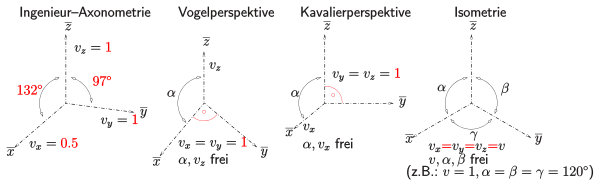 Ingenieur–Axonometrie
z̅
v_z = 1
132°
97°
y̅
v_y = 1
v_x = 0.5
x̅
Vogelperspektive
z̅
v_z
α
v_x = v_y = 1
x̅
α, v_z frei
y̅
Kavalierperspektive
z̅
v_y = v_z = 1
α
y̅
v_x
x̅
α, v_x frei
Isometrie
z̅
α
β
γ
x̅
y̅
v_x=v_y=v_z=v
v, α, β frei
(z.B.: v = 1, α = β = γ = 120°)